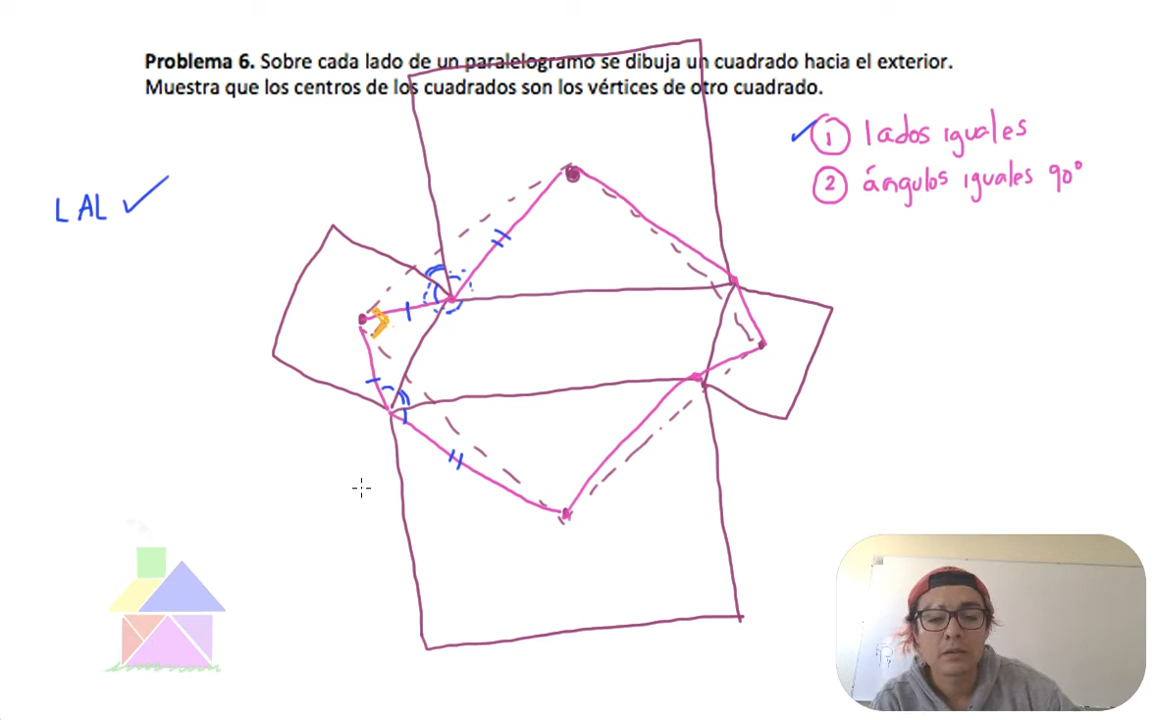 Problema 6. Sobre cada lado de un paralelogramo se dibuja un cuadrado hacia el exterior.
Muestra que los centros de los cuadrados son los vértices de otro cuadrado.
① lados iguales
② ángulos iguales 90°
LAL ✓